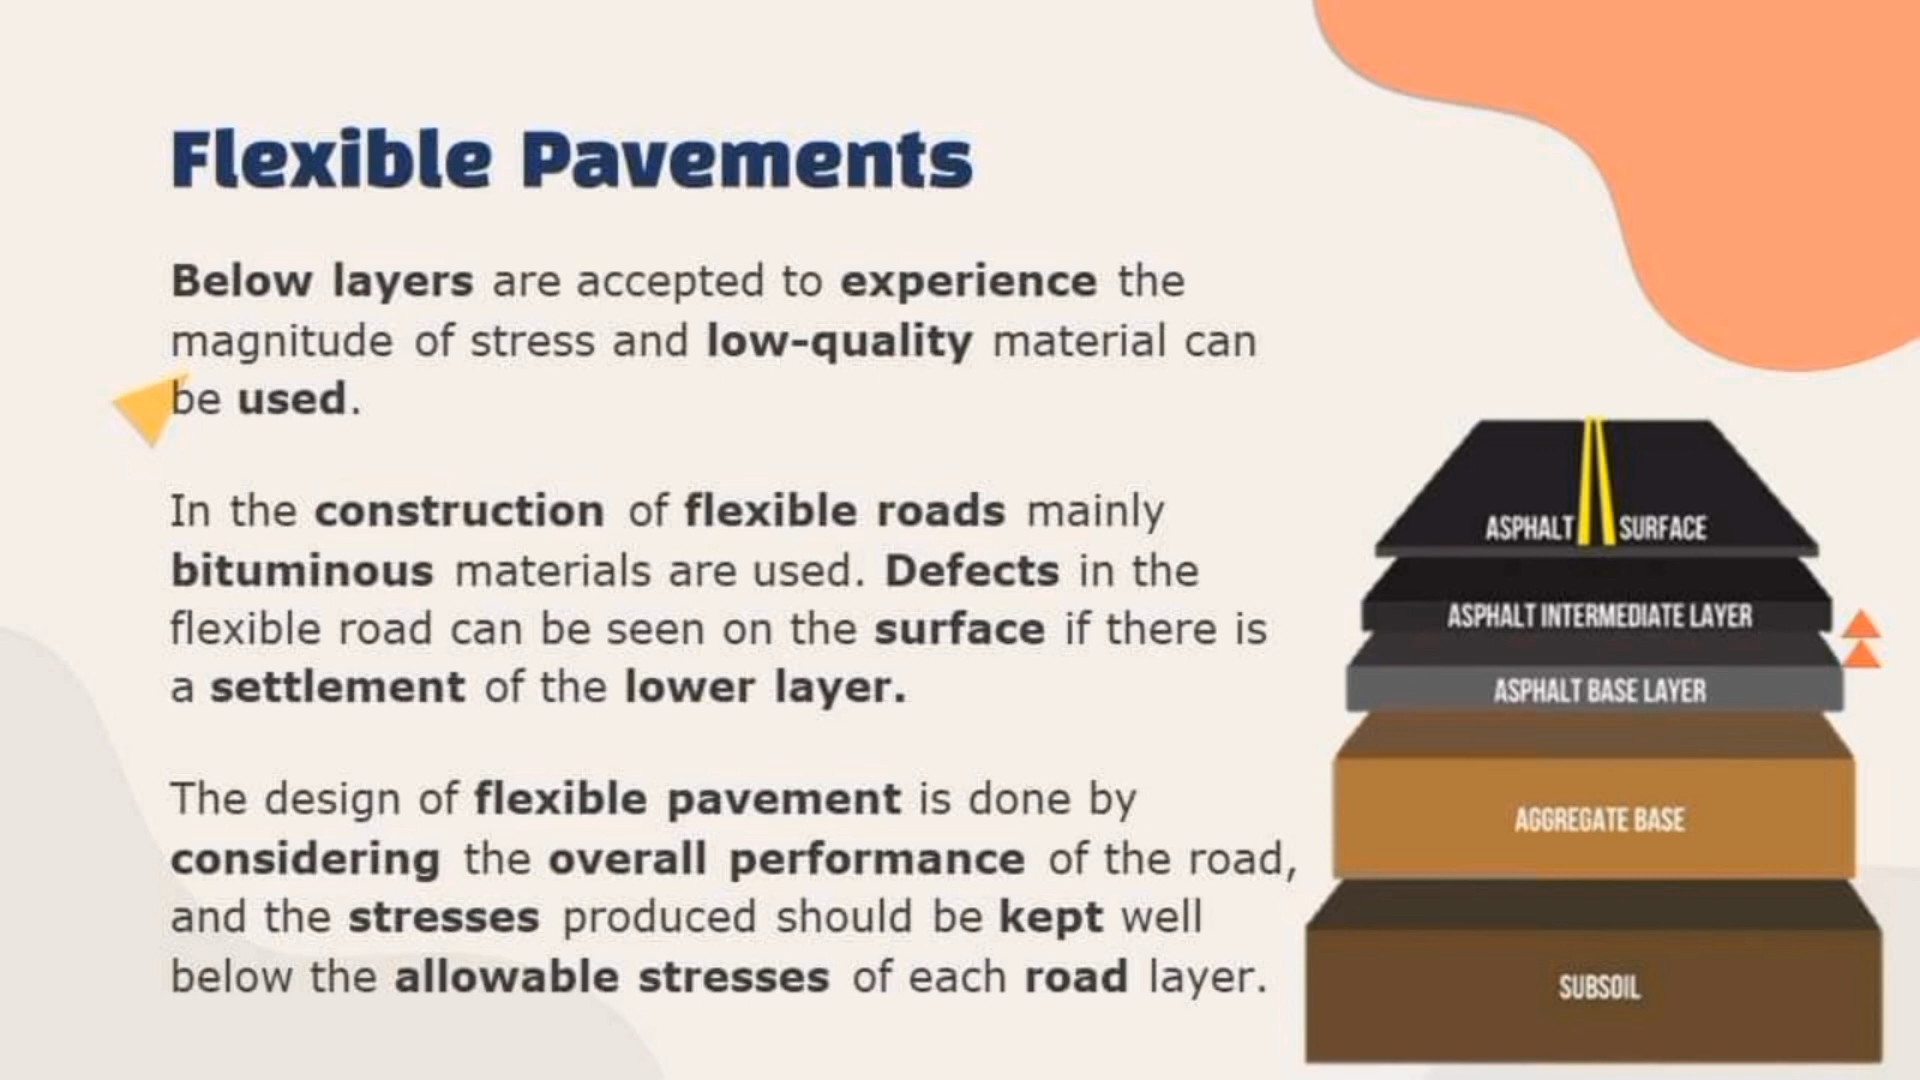 Flexible Pavements
Below layers are accepted to experience the
magnitude of stress and low-quality material can
be used.
In the construction of flexible roads mainly
bituminous materials are used. Defects in the
flexible road can be seen on the surface if there is
a settlement of the lower layer.
The design of flexible pavement is done by
considering the overall performance of the road,
and the stresses produced should be kept well
below the allowable stresses of each road layer.
ASPHALT SURFACE
ASPHALT INTERMEDIATE LAYER
ASPHALT BASE LAYER
AGGREGATE BASE
SUBSOIL